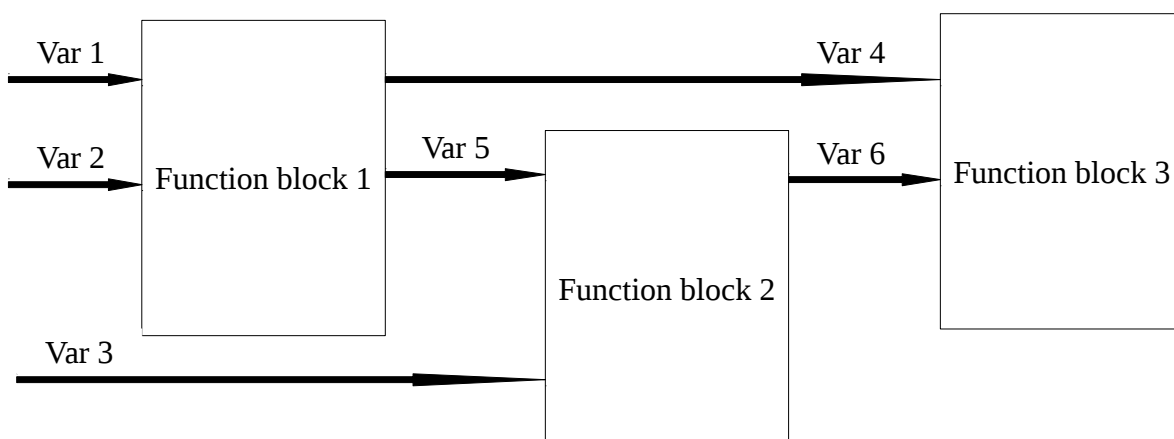 Var 1
Var 4
Var 2
Var 5
Var 6
Function block 1
Function block 3
Function block 2
Var 3